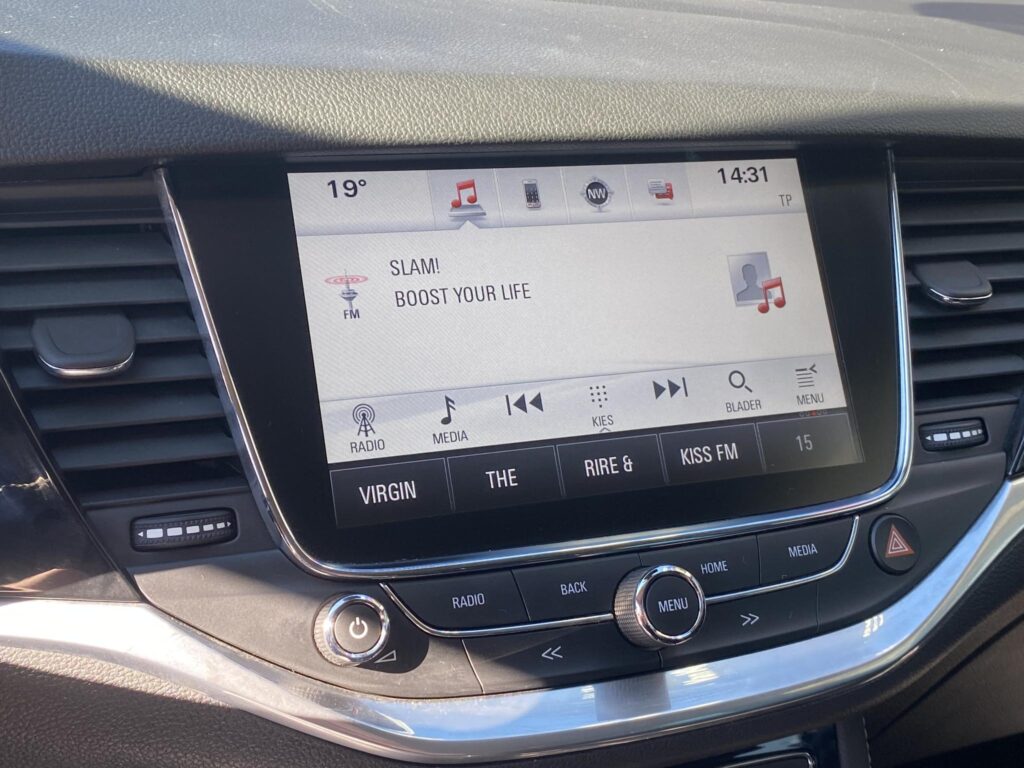 19°
NW
14:31
TP
SLAM!
FM
BOOST YOUR LIFE
RADIO
MEDIA
KIES
BLADER
MENU
VIRGIN
THE
RIRE &
KISS FM
15
RADIO
BACK
MENU
HOME
MEDIA